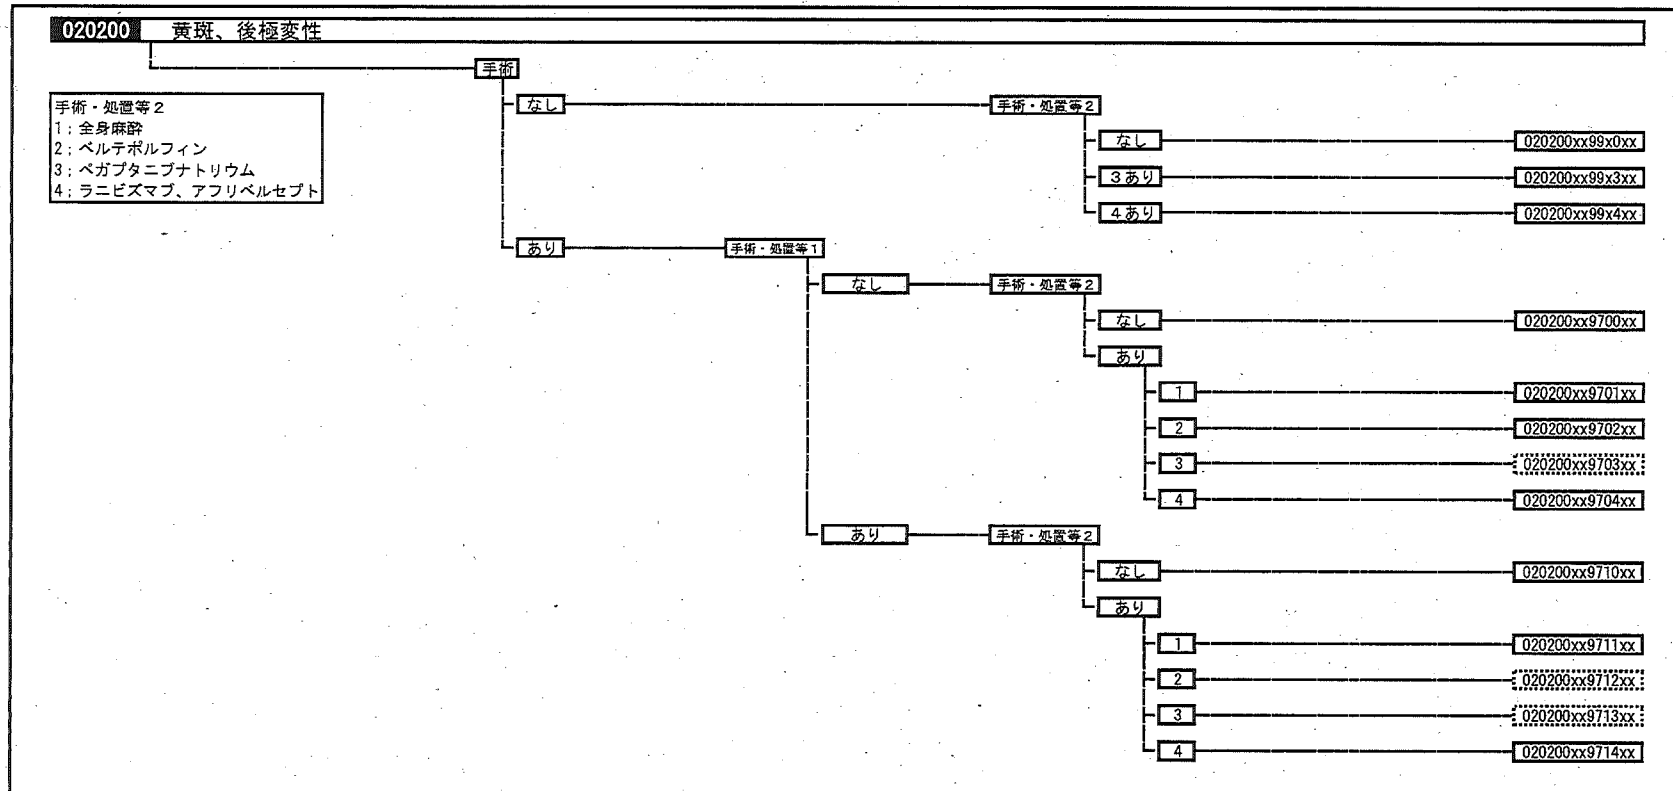 020200 黄斑、後極変性
手術
手術・処置等2
1;全身麻酔
2;ベルテポルフィン
3;ペガプタニブナトリウム
4;ラニビズマブ、アフリベルセプト
なし 手術・処置等2
なし 020200xx99x0xx
3あり 020200xx99x3xx
4あり 020200xx99x4xx
あり 手術・処置等1
なし 手術・処置等2
なし 020200xx9700xx
あり
1 020200xx9701xx
2 020200xx9702xx
3 020200xx9703xx
4 020200xx9704xx
あり 手術・処置等2
なし 020200xx9710xx
あり
1 020200xx9711xx
2 020200xx9712xx
3 020200xx9713xx
4 020200xx9714xx